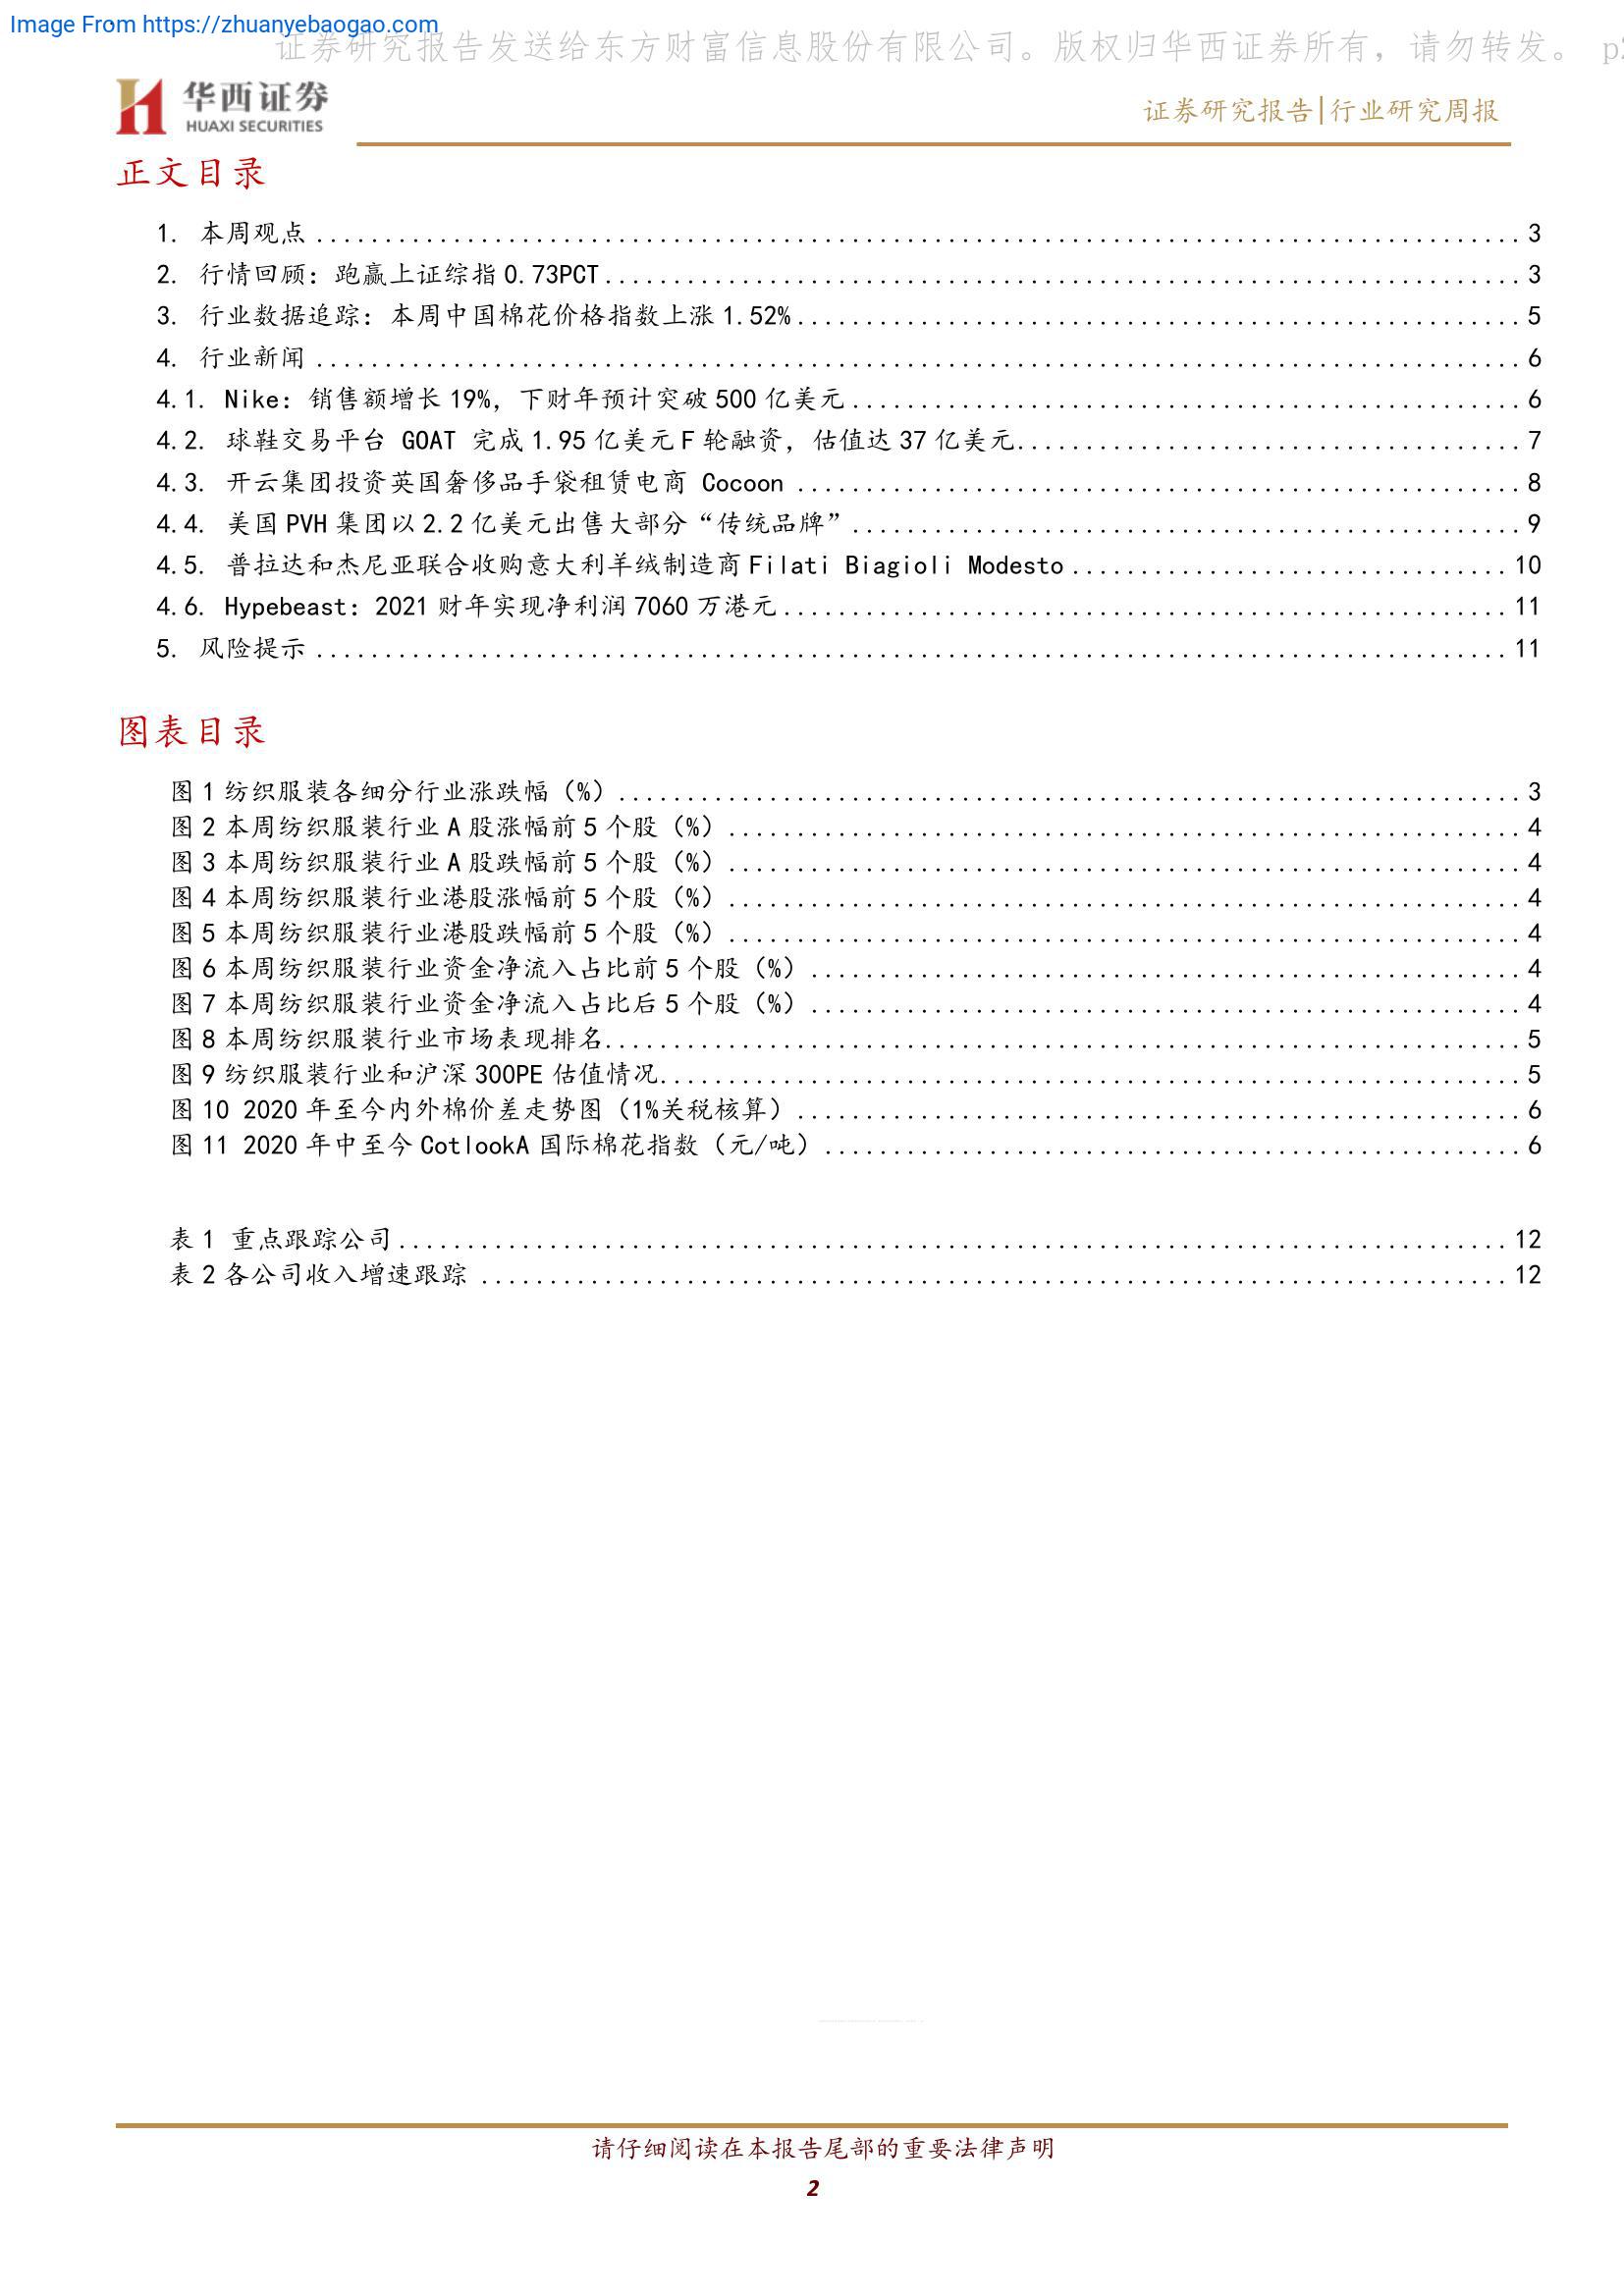 Image From https://zhuanyebaogao.com
证券研究报告发送给东方财富信息股份有限公司。版权归华西证券所有，请勿转发。 p
华西证券
HUAXI SECURITIES
证券研究报告|行业研究周报
正文目录
1. 本周观点 ........ 3
2. 行情回顾：跑赢上证综指 0.73PCT ........ 3
3. 行业数据追踪：本周中国棉花价格指数上涨 1.52% ........ 5
4. 行业新闻 ........ 6
4.1. Nike：销售额增长 19%，下财年预计突破 500 亿美元 ........ 6
4.2. 球鞋交易平台 GOAT 完成 1.95 亿美元 F 轮融资，估值达 37 亿美元 ........ 7
4.3. 开云集团投资英国奢侈品手袋租赁电商 Cocoon ........ 8
4.4. 美国 PVH 集团以 2.2 亿美元出售大部分“传统品牌” ........ 9
4.5. 普拉达和杰尼亚联合收购意大利羊绒制造商 Filati Biagioli Modesto ........ 10
4.6. Hypebeast：2021 财年实现净利润 7060 万港元 ........ 11
5. 风险提示 ........ 11
图表目录
图 1 纺织服装各细分行业涨跌幅（%） ........ 3
图 2 本周纺织服装行业 A 股涨幅前 5 个股（%） ........ 4
图 3 本周纺织服装行业 A 股跌幅前 5 个股（%） ........ 4
图 4 本周纺织服装行业港股涨幅前 5 个股（%） ........ 4
图 5 本周纺织服装行业港股跌幅前 5 个股（%） ........ 4
图 6 本周纺织服装行业资金净流入占比前 5 个股（%） ........ 4
图 7 本周纺织服装行业资金净流入占比后 5 个股（%） ........ 4
图 8 本周纺织服装行业市场表现排名 ........ 5
图 9 纺织服装行业和沪深 300PE 估值情况 ........ 5
图 10 2020 年至今内外棉价差走势图（1%关税核算） ........ 6
图 11 2020 年中至今 CotlookA 国际棉花指数（元/吨） ........ 6
表 1 重点跟踪公司 ........ 12
表 2 各公司收入增速跟踪 ........ 12
请仔细阅读在本报告尾部的重要法律声明
2